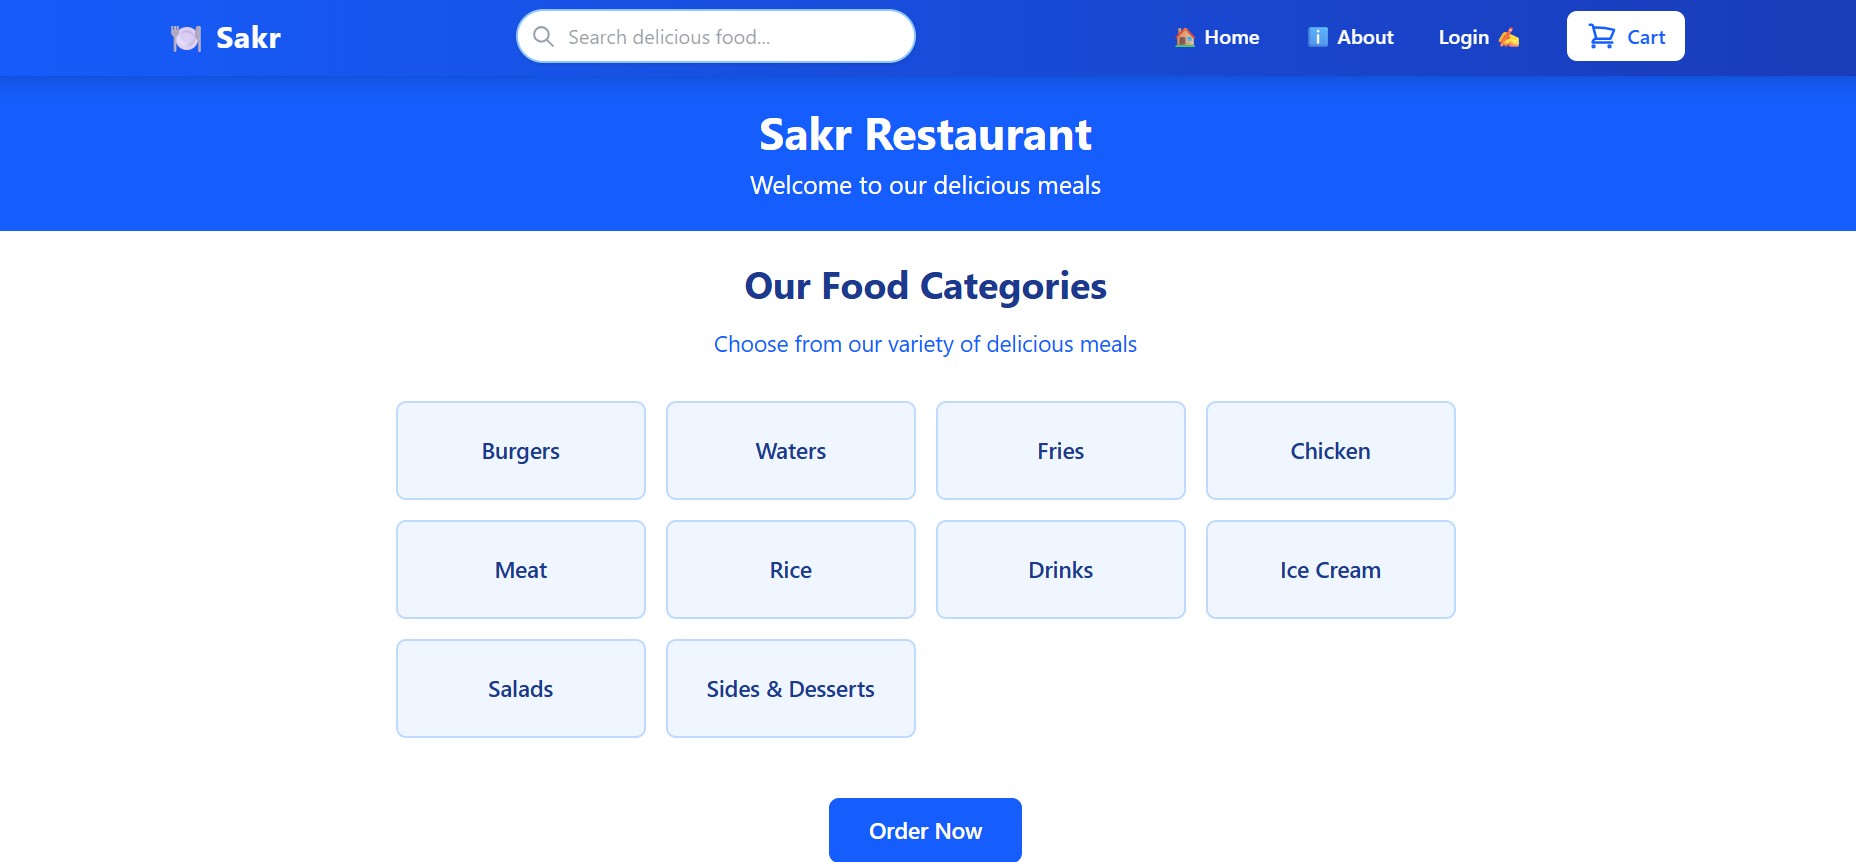 Sakr
Search delicious food...
Home
About
Login
Cart
Sakr Restaurant
Welcome to our delicious meals
Our Food Categories
Choose from our variety of delicious meals
Burgers
Waters
Fries
Chicken
Meat
Rice
Drinks
Ice Cream
Salads
Sides & Desserts
Order Now